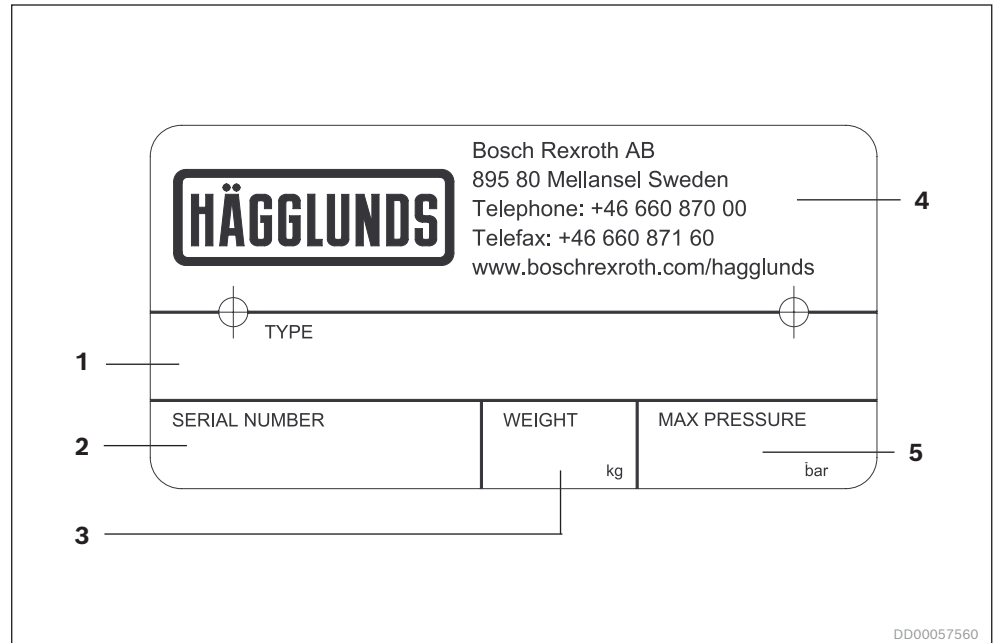 HÄGGLUNDS
Bosch Rexroth AB
895 80 Mellansel Sweden
Telephone: +46 660 870 00
Telefax: +46 660 871 60
www.boschrexroth.com/hagglunds
4
TYPE
1
SERIAL NUMBER
2
WEIGHT
kg
3
MAX PRESSURE
bar
5
DD00057560